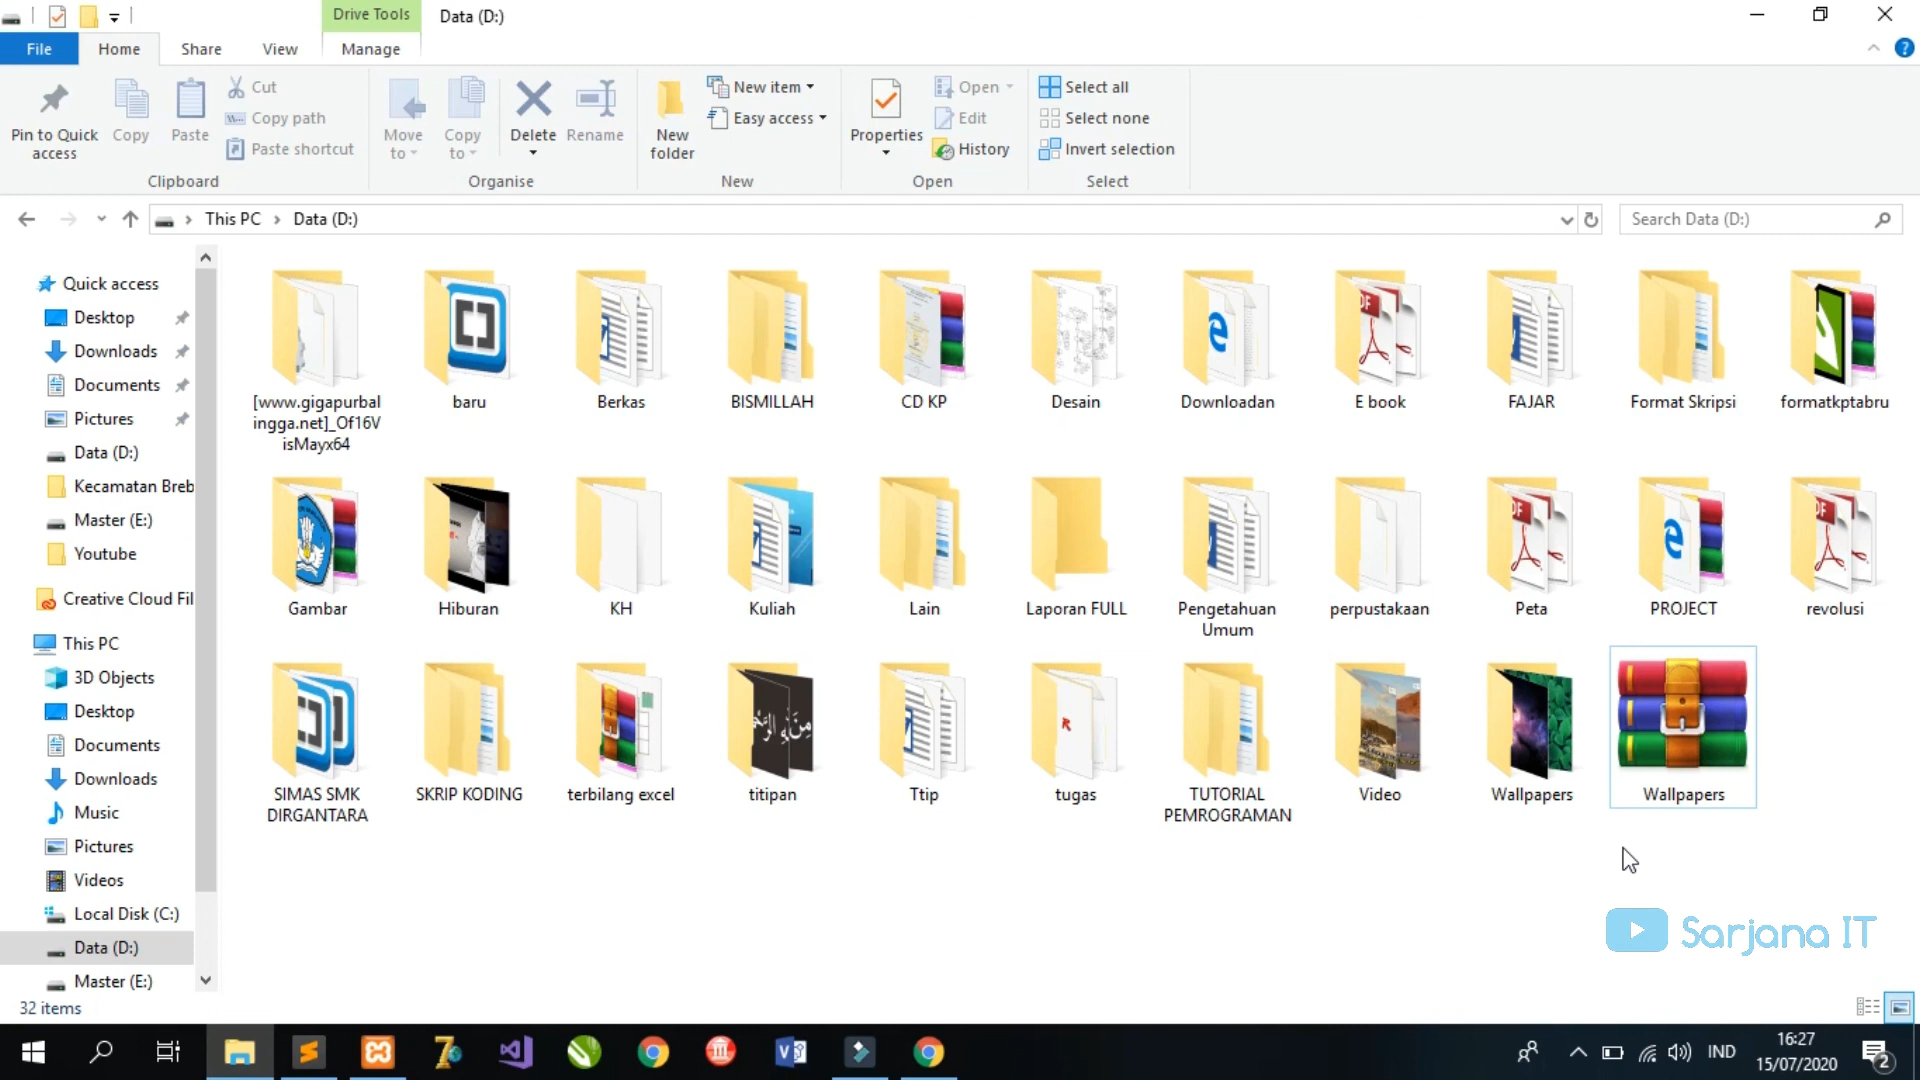 Drive Tools
Data (D:)
File
Home
Share
View
Manage
Pin to Quick access
Copy
Paste
Cut
Copy path
Paste shortcut
Clipboard
Move to
Copy to
Delete
Rename
Organise
New folder
New item
Easy access
New
Properties
Open
Edit
History
Open
Select all
Select none
Invert selection
Select
This PC
Data (D:)
Search Data (D:)
Quick access
Desktop
Downloads
Documents
Pictures
Data (D:)
Kecamatan Breb
Master (E:)
Youtube
Creative Cloud Fil
This PC
3D Objects
Desktop
Documents
Downloads
Music
Pictures
Videos
Local Disk (C:)
Data (D:)
Master (E:)
[www.gigapurbal
ingga.net]_Of16V
isMayx64
baru
Berkas
BISMILLAH
CD KP
Desain
Downloadan
E book
FAJAR
Format Skripsi
formatkptabru
Gambar
Hiburan
KH
Kuliah
Lain
Laporan FULL
Pengetahuan
Umum
perpustakaan
Peta
PROJECT
revolusi
SIMAS SMK
DIRGANTARA
SKRIP KODING
terbilang excel
titipan
Ttip
tugas
TUTORIAL
PEMROGRAMAN
Video
Wallpapers
Wallpapers
Sarjana IT
32 items
IND
16:27
15/07/2020
2